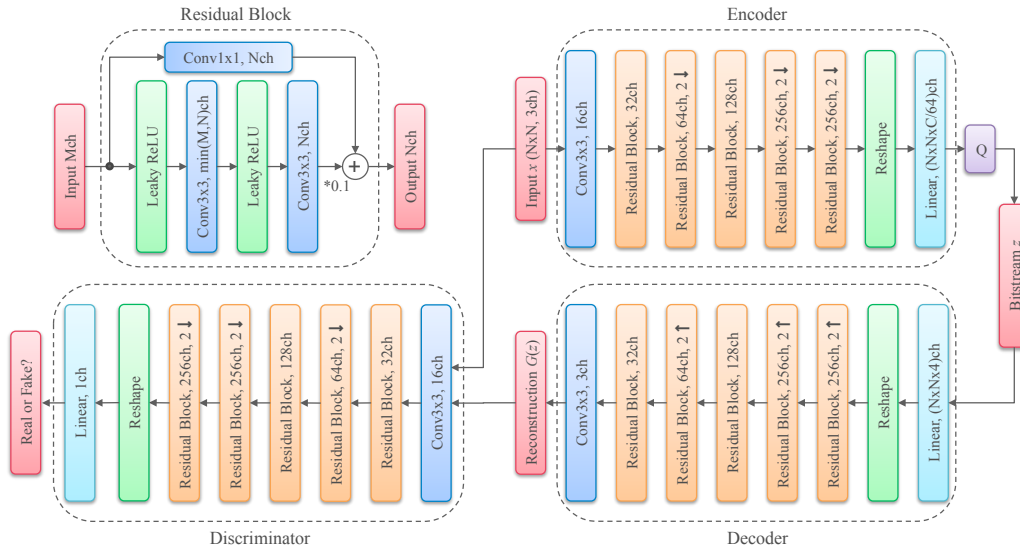 Residual Block
Input Mch
Conv1x1, Nch
Leaky ReLU
Conv3x3, min(M,N)ch
Leaky ReLU
Conv3x3, Nch
+
*0.1
Output Nch
Encoder
Input x (NxN, 3ch)
Conv3x3, 16ch
Residual Block, 32ch
Residual Block, 64ch, 2 ↓
Residual Block, 128ch
Residual Block, 256ch, 2 ↓
Residual Block, 256ch, 2 ↓
Reshape
Linear, (NxNxC/64)ch
Q
Bitstream z
Real or Fake?
Linear, 1ch
Reshape
Residual Block, 256ch, 2 ↓
Residual Block, 256ch, 2 ↓
Residual Block, 128ch
Residual Block, 64ch, 2 ↓
Residual Block, 32ch
Conv3x3, 16ch
Discriminator
Reconstruction G(z)
Conv3x3, 3ch
Residual Block, 32ch
Residual Block, 64ch, 2 ↑
Residual Block, 128ch
Residual Block, 256ch, 2 ↑
Residual Block, 256ch, 2 ↑
Reshape
Linear, (NxNx4)ch
Decoder